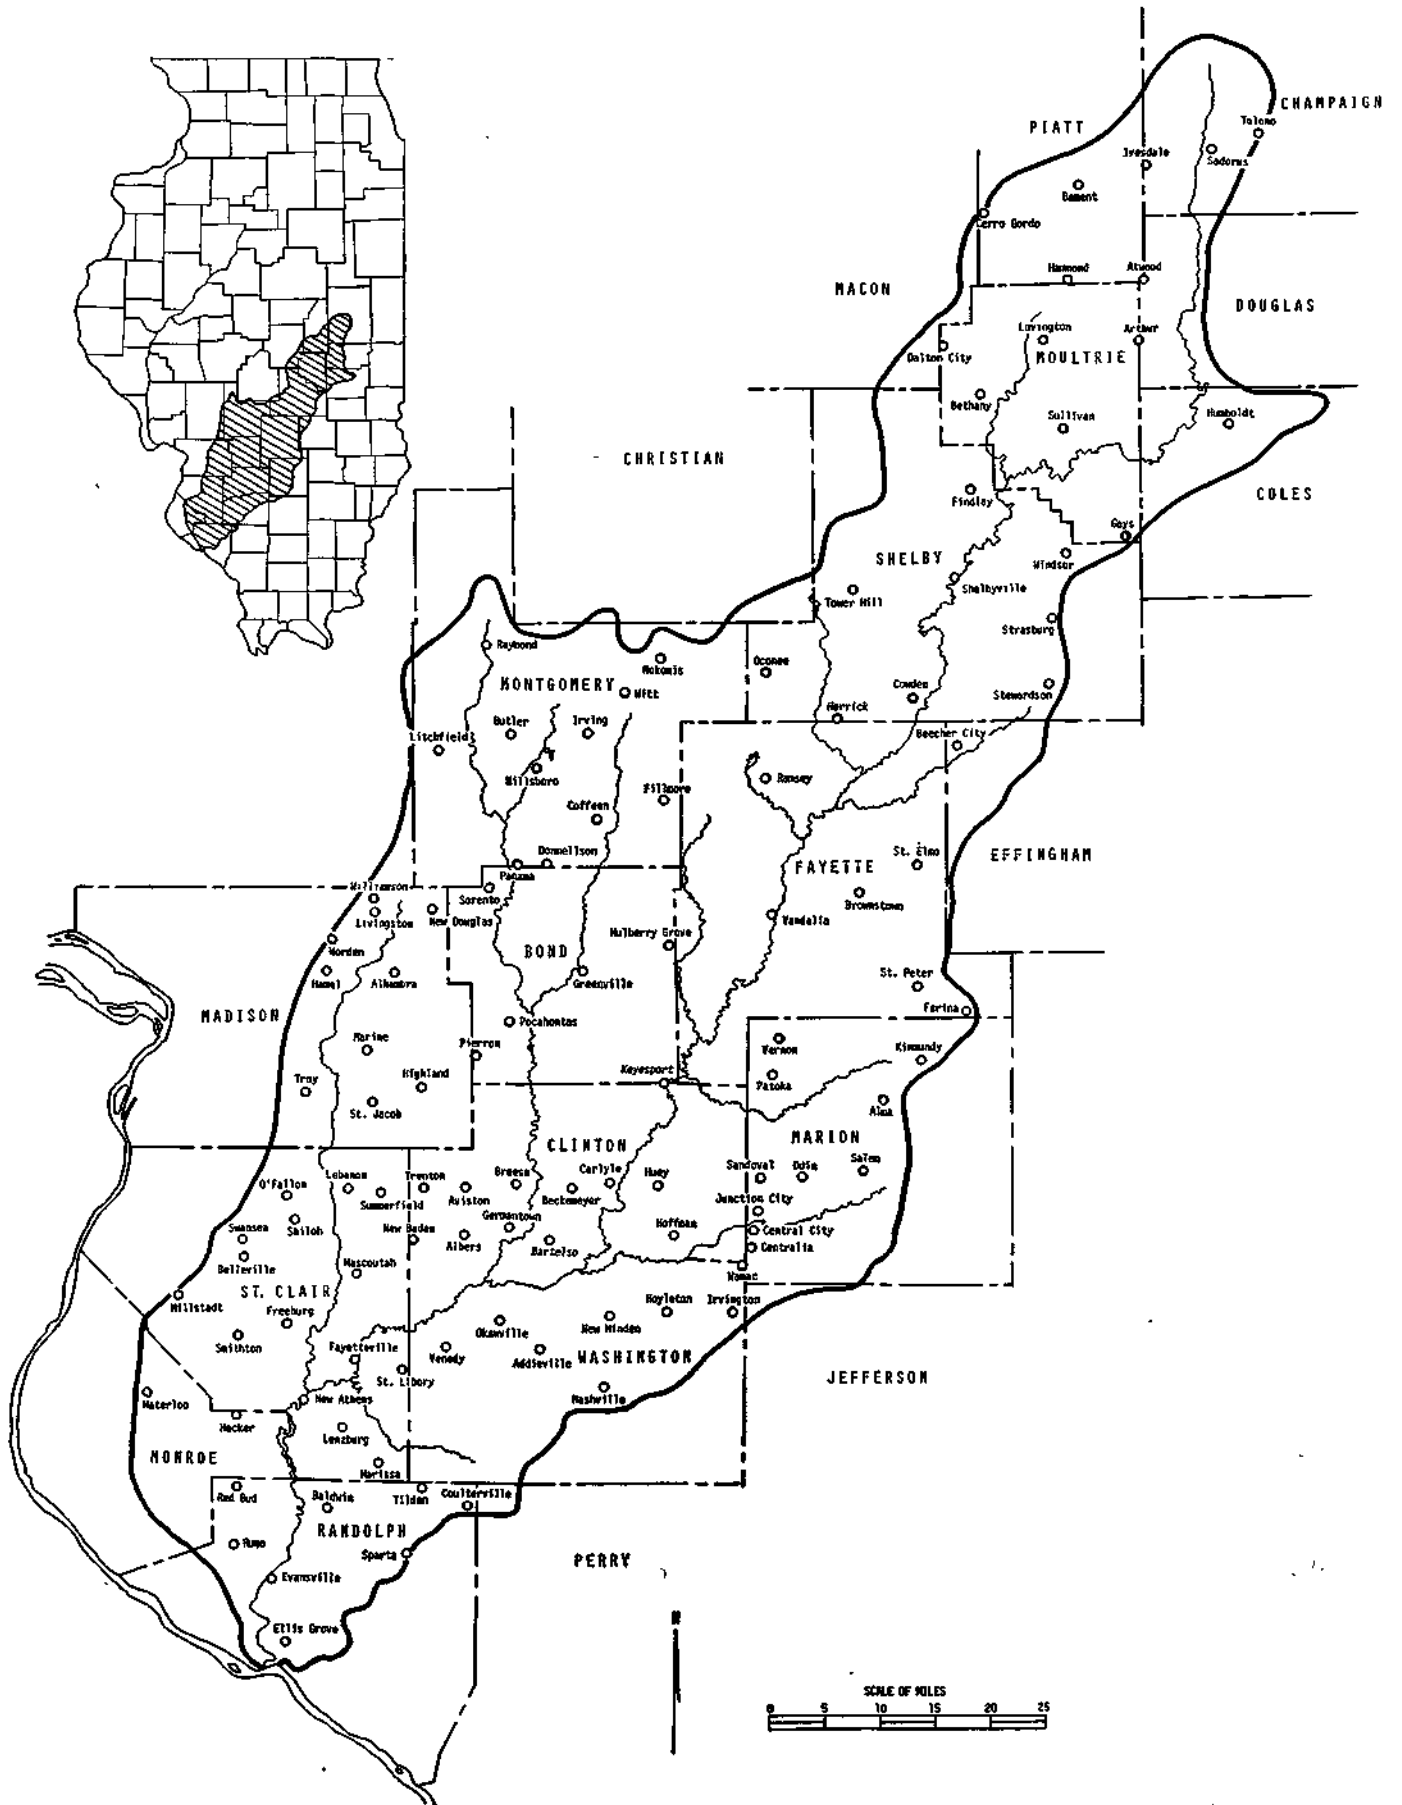 CHAMPAIGN
Tolono
PIATT
Ivesdale
Sadorus
Bement
Cerro Gordo
Hammond
Atwood
MACON
DOUGLAS
Lovington
Arthur
Dalton City
MOULTRIE
Bethany
Sullivan
Humboldt
CHRISTIAN
COLES
Findlay
Gays
SHELBY
Windsor
Shelbyville
Tower Hill
Strasburg
Raymond
Nokomis
Oconee
MONTGOMERY
Witt
Cowden
Stewardson
Herrick
Butler
Irving
Litchfield
Beecher City
Hillsboro
Ramsey
Fillmore
Coffeen
Donnellson
St. Elmo
EFFINGHAM
FAYETTE
Panama
Williamson
Sorento
Brownstown
Livingston
New Douglas
Vandalia
Mulberry Grove
Worden
BOND
St. Peter
Hamel
Alhambra
Greenville
Farina
MADISON
Pocahontas
Marine
Pierron
Vernon
Kinmundy
Keyesport
Troy
Highland
Patoka
St. Jacob
Alma
CLINTON
MARION
O'Fallon
Lebanon
Trenton
Breese
Carlyle
Huey
Sandoval
Odin
Salem
Summerfield
Aviston
Beckemeyer
Junction City
Swansea
Shiloh
New Baden
Germantown
Hoffman
Central City
Albers
Bartelso
Centralia
Belleville
Mascoutah
Wamac
ST. CLAIR
Millstadt
Freeburg
Hoyleton
Irvington
Okawville
New Minden
Smithton
Fayetteville
Venedy
Addieville
WASHINGTON
St. Libory
JEFFERSON
Waterloo
New Athens
Nashville
Hecker
Lenzburg
MONROE
Marissa
Red Bud
Baldwin
Tilden
Coulterville
RANDOLPH
Ruma
Sparta
PERRY
Evansville
Ellis Grove
N
SCALE OF MILES
0 5 10 15 20 25